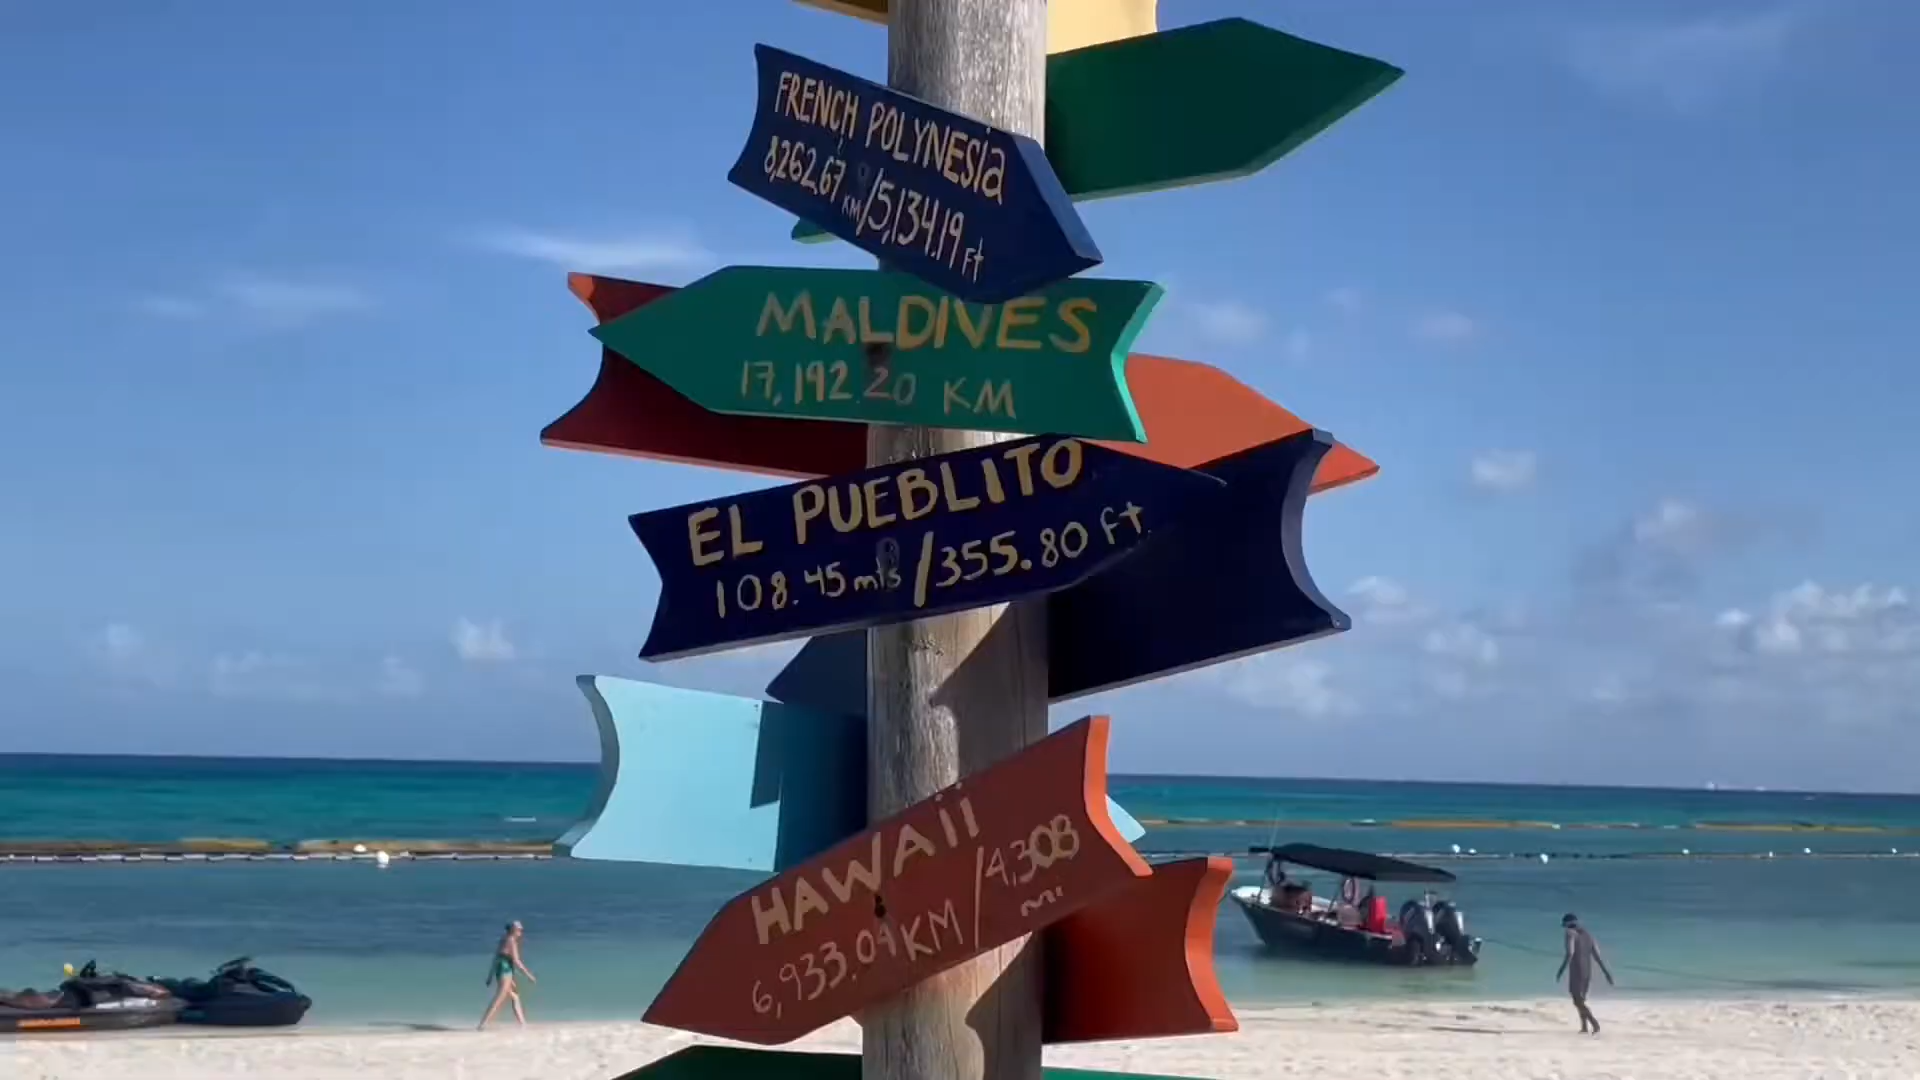 FRENCH POLYNESia
8,262.67 KM/5,134.19 Ft
MALDIVES
17,192.20 KM
EL PUEBLITO
108.45 mts/355.80 ft.
HAWAii
6,933.04 KM/4,308 mi